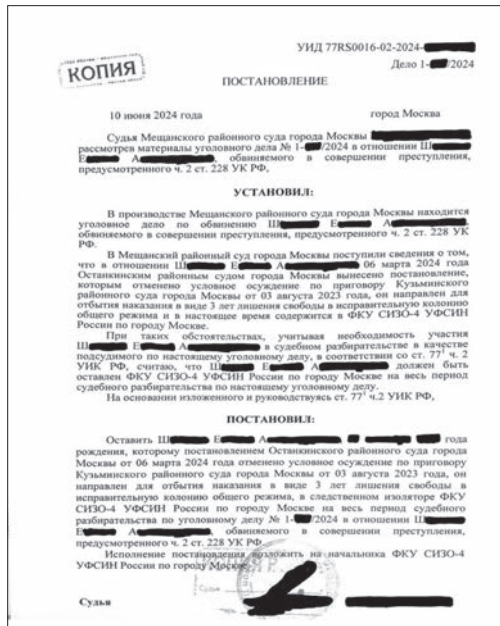 УИД 77RS0016-02-2024-
КОПИЯ
Дело 1- /2024
ПОСТАНОВЛЕНИЕ
10 июня 2024 года город Москва
Судья Мещанского районного суда города Москвы
рассмотрев материалы уголовного дела № 1- /2024 в отношении Ш
Е А , обвиняемого в совершении преступления,
предусмотренного ч. 2 ст. 228 УК РФ,
УСТАНОВИЛ:
В производстве Мещанского районного суда города Москвы находится
уголовное дело по обвинению Ш Е А ,
обвиняемого в совершении преступления, предусмотренного ч. 2 ст. 228 УК
РФ.
В Мещанский районный суд города Москвы поступили сведения о том,
что в отношении Ш Е А 06 марта 2024 года
Останкинским районным судом города Москвы вынесено постановление,
которым отменено условное осуждение по приговору Кузьминского
районного суда города Москвы от 03 августа 2023 года, он направлен для
отбытия наказания в виде 3 лет лишения свободы в исправительную колонию
общего режима и в настоящее время содержится в ФКУ СИЗО-4 УФСИН
России по городу Москве.
При таких обстоятельствах, учитывая необходимость участия
Ш Е А в судебном разбирательстве в качестве
подсудимого по настоящему уголовному делу, в соответствии со ст. 77¹ ч. 2
УИК РФ, считаю, что Ш Е А должен быть
оставлен ФКУ СИЗО-4 УФСИН России по городу Москве на весь период
судебного разбирательства по настоящему уголовному делу.
На основании изложенного и руководствуясь ст. 77¹ ч.2 УИК РФ,
ПОСТАНОВИЛ:
Оставить Ш Е А года
рождения, которому постановлением Останкинского районного суда города
Москвы от 06 марта 2024 года отменено условное осуждение по приговору
Кузьминского районного суда города Москвы от 03 августа 2023 года, он
направлен для отбытия наказания в виде 3 лет лишения свободы в
исправительную колонию общего режима, в следственном изоляторе ФКУ
СИЗО-4 УФСИН России по городу Москве на весь период судебного
разбирательства по уголовному делу № 1- /2024 в отношении Ш
Е А , обвиняемого в совершении преступления,
предусмотренного ч. 2 ст. 228 УК РФ.
Исполнение постановления возложить на начальника ФКУ СИЗО-4
УФСИН России по городу Москве.
Судья